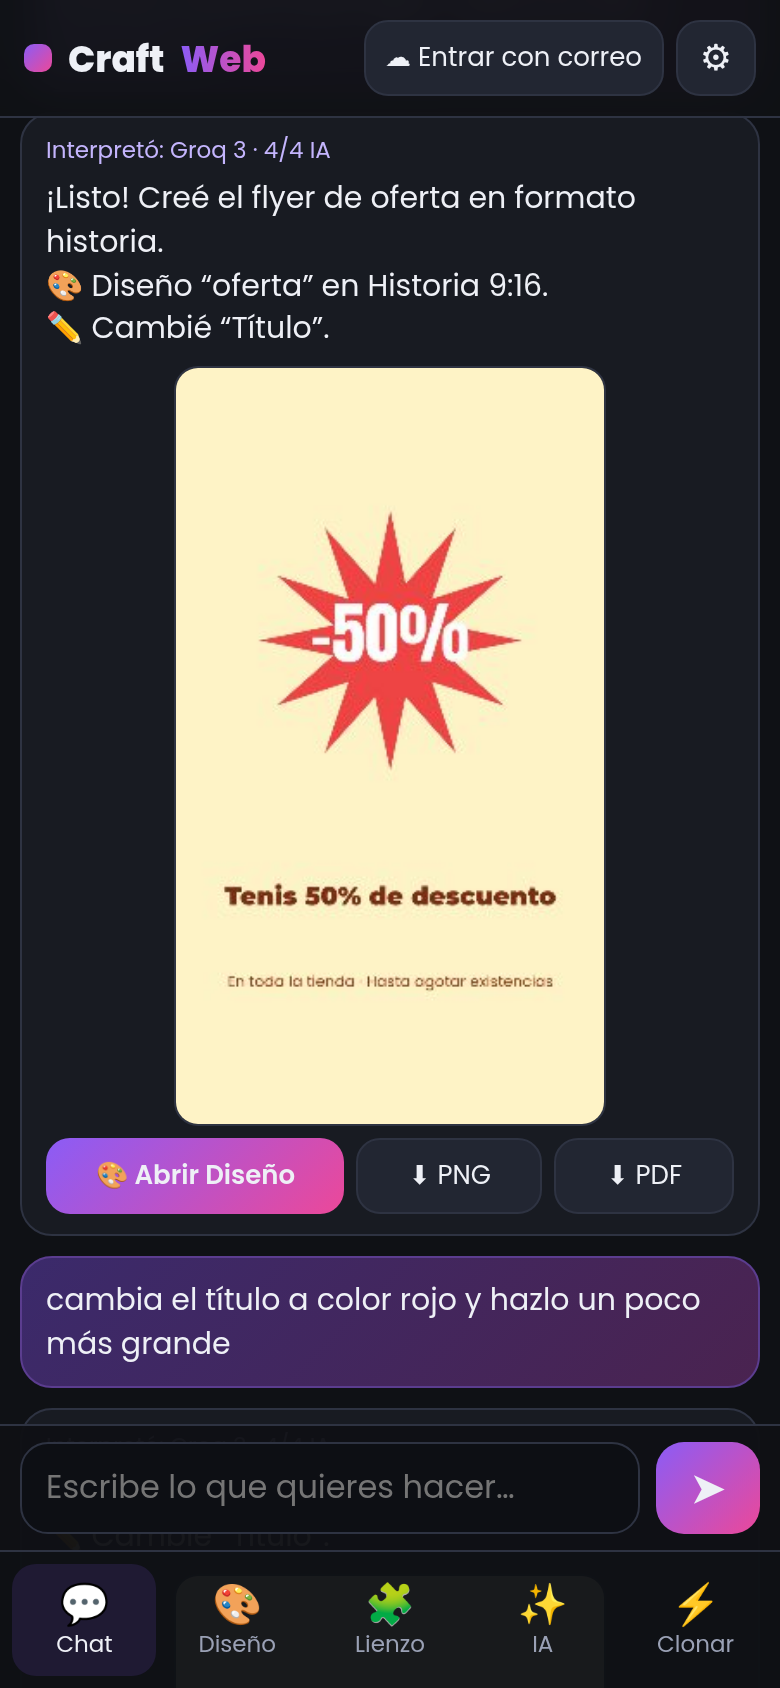 Craft Web
☁ Entrar con correo
Interpretó: Groq 3 · 4/4 IA
¡Listo! Creé el flyer de oferta en formato
historia.
🎨 Diseño “oferta” en Historia 9:16.
✏️ Cambié “Título”.
-50%
Tenis 50% de descuento
En toda la tienda · Hasta agotar existencias
🎨 Abrir Diseño
⬇ PNG
⬇ PDF
cambia el título a color rojo y hazlo un poco
más grande
Escribe lo que quieres hacer...
Cambié “Título”.
Chat
Diseño
Lienzo
IA
Clonar